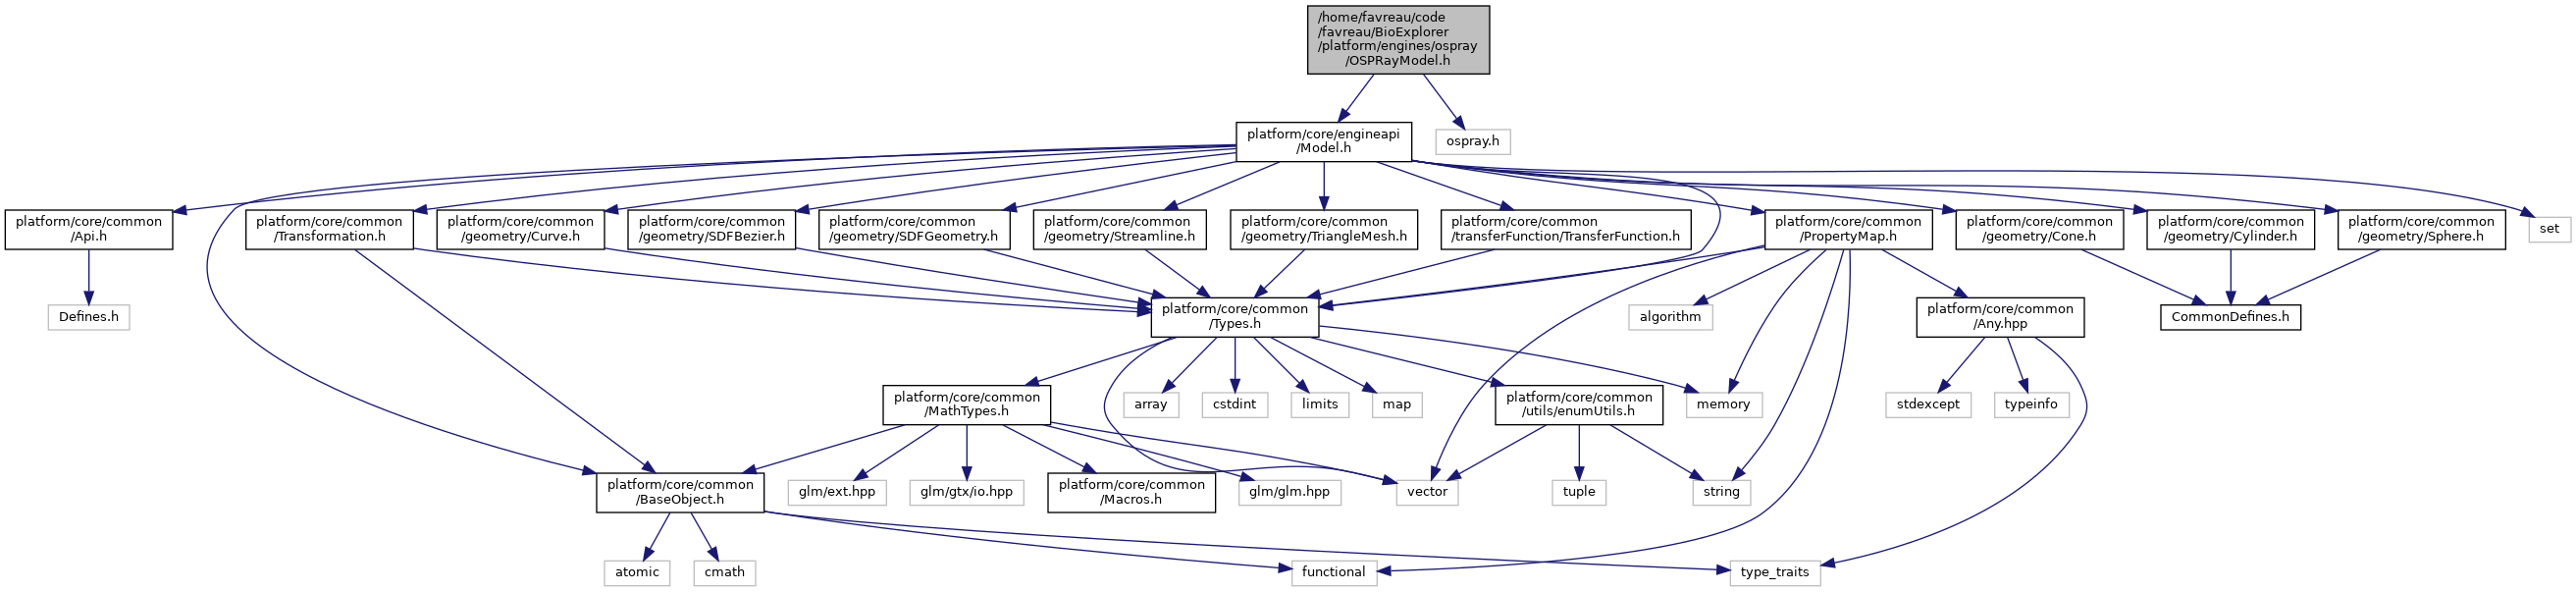 /home/favreau/code
/favreau/BioExplorer
/platform/engines/ospray
/OSPRayModel.h
platform/core/engineapi
/Model.h
ospray.h
platform/core/common
/Api.h
platform/core/common
/Transformation.h
platform/core/common
/geometry/Curve.h
platform/core/common
/geometry/SDFBezier.h
platform/core/common
/geometry/SDFGeometry.h
platform/core/common
/geometry/Streamline.h
platform/core/common
/geometry/TriangleMesh.h
platform/core/common
/transferFunction/TransferFunction.h
platform/core/common
/PropertyMap.h
platform/core/common
/geometry/Cone.h
platform/core/common
/geometry/Cylinder.h
platform/core/common
/geometry/Sphere.h
set
Defines.h
platform/core/common
/Types.h
algorithm
platform/core/common
/Any.hpp
CommonDefines.h
platform/core/common
/MathTypes.h
array
cstdint
limits
map
platform/core/common
/utils/enumUtils.h
memory
stdexcept
typeinfo
platform/core/common
/BaseObject.h
glm/ext.hpp
glm/gtx/io.hpp
platform/core/common
/Macros.h
glm/glm.hpp
vector
tuple
string
atomic
cmath
functional
type_traits